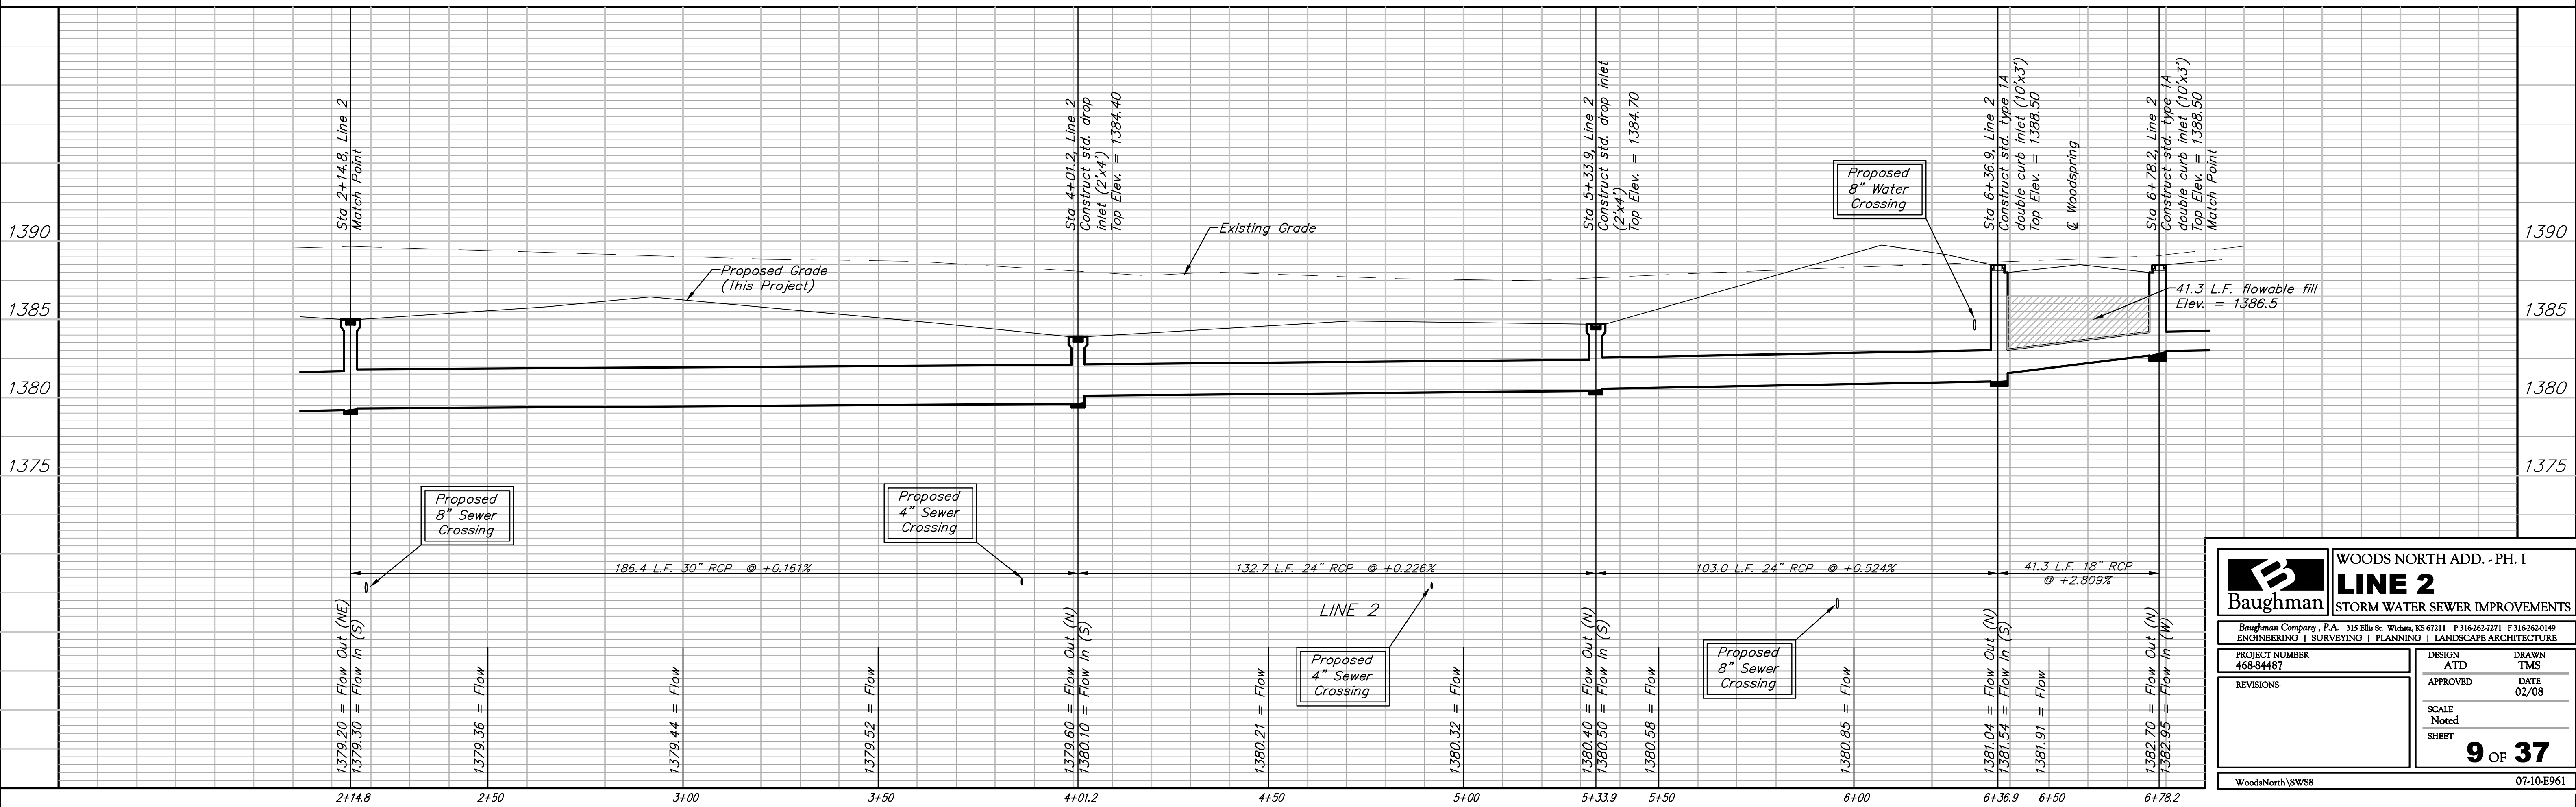 Sta 2+14.8, Line 2
Match Point
Sta 4+01.2, Line 2
Construct std. drop
inlet (2'x4')
Top Elev. = 1384.40
Sta 5+33.9, Line 2
Construct std. drop inlet
(2'x4')
Top Elev. = 1384.70
Sta 6+36.9, Line 2
Construct std. type 1A
double curb inlet (10'x3')
Top Elev. = 1388.50
℄ Woodspring
Sta 6+78.2, Line 2
Construct std. type 1A
double curb inlet (10'x3')
Top Elev. = 1388.50
Match Point
Proposed
8" Water
Crossing
1390
1390
Existing Grade
Proposed Grade
(This Project)
41.3 L.F. flowable fill
Elev. = 1386.5
1385
1385
1380
1380
1375
1375
Proposed
8" Sewer
Crossing
Proposed
4" Sewer
Crossing
186.4 L.F. 30" RCP @ +0.161%
132.7 L.F. 24" RCP @ +0.226%
103.0 L.F. 24" RCP @ +0.524%
41.3 L.F. 18" RCP
@ +2.809%
LINE 2
Proposed
4" Sewer
Crossing
Proposed
8" Sewer
Crossing
1379.20 = Flow Out (NE)
1379.30 = Flow In (S)
1379.36 = Flow
1379.44 = Flow
1379.52 = Flow
1379.60 = Flow Out (N)
1380.10 = Flow In (S)
1380.21 = Flow
1380.32 = Flow
1380.40 = Flow Out (N)
1380.50 = Flow In (S)
1380.58 = Flow
1380.85 = Flow
1381.04 = Flow Out (N)
1381.54 = Flow In (S)
1381.91 = Flow
1382.70 = Flow Out (N)
1382.95 = Flow In (W)
2+14.8
2+50
3+00
3+50
4+01.2
4+50
5+00
5+33.9
5+50
6+00
6+36.9
6+50
6+78.2
B
Baughman
WOODS NORTH ADD. - PH. I
LINE 2
STORM WATER SEWER IMPROVEMENTS
Baughman Company, P.A. 315 Ellis St. Wichita, KS 67211 P 316-262-7271 F 316-262-0149
ENGINEERING | SURVEYING | PLANNING | LANDSCAPE ARCHITECTURE
PROJECT NUMBER
468-84487
DESIGN
ATD
DRAWN
TMS
REVISIONS:
APPROVED
DATE
02/08
SCALE
Noted
SHEET
9 OF 37
WoodsNorth\SWS8
07-10-E961